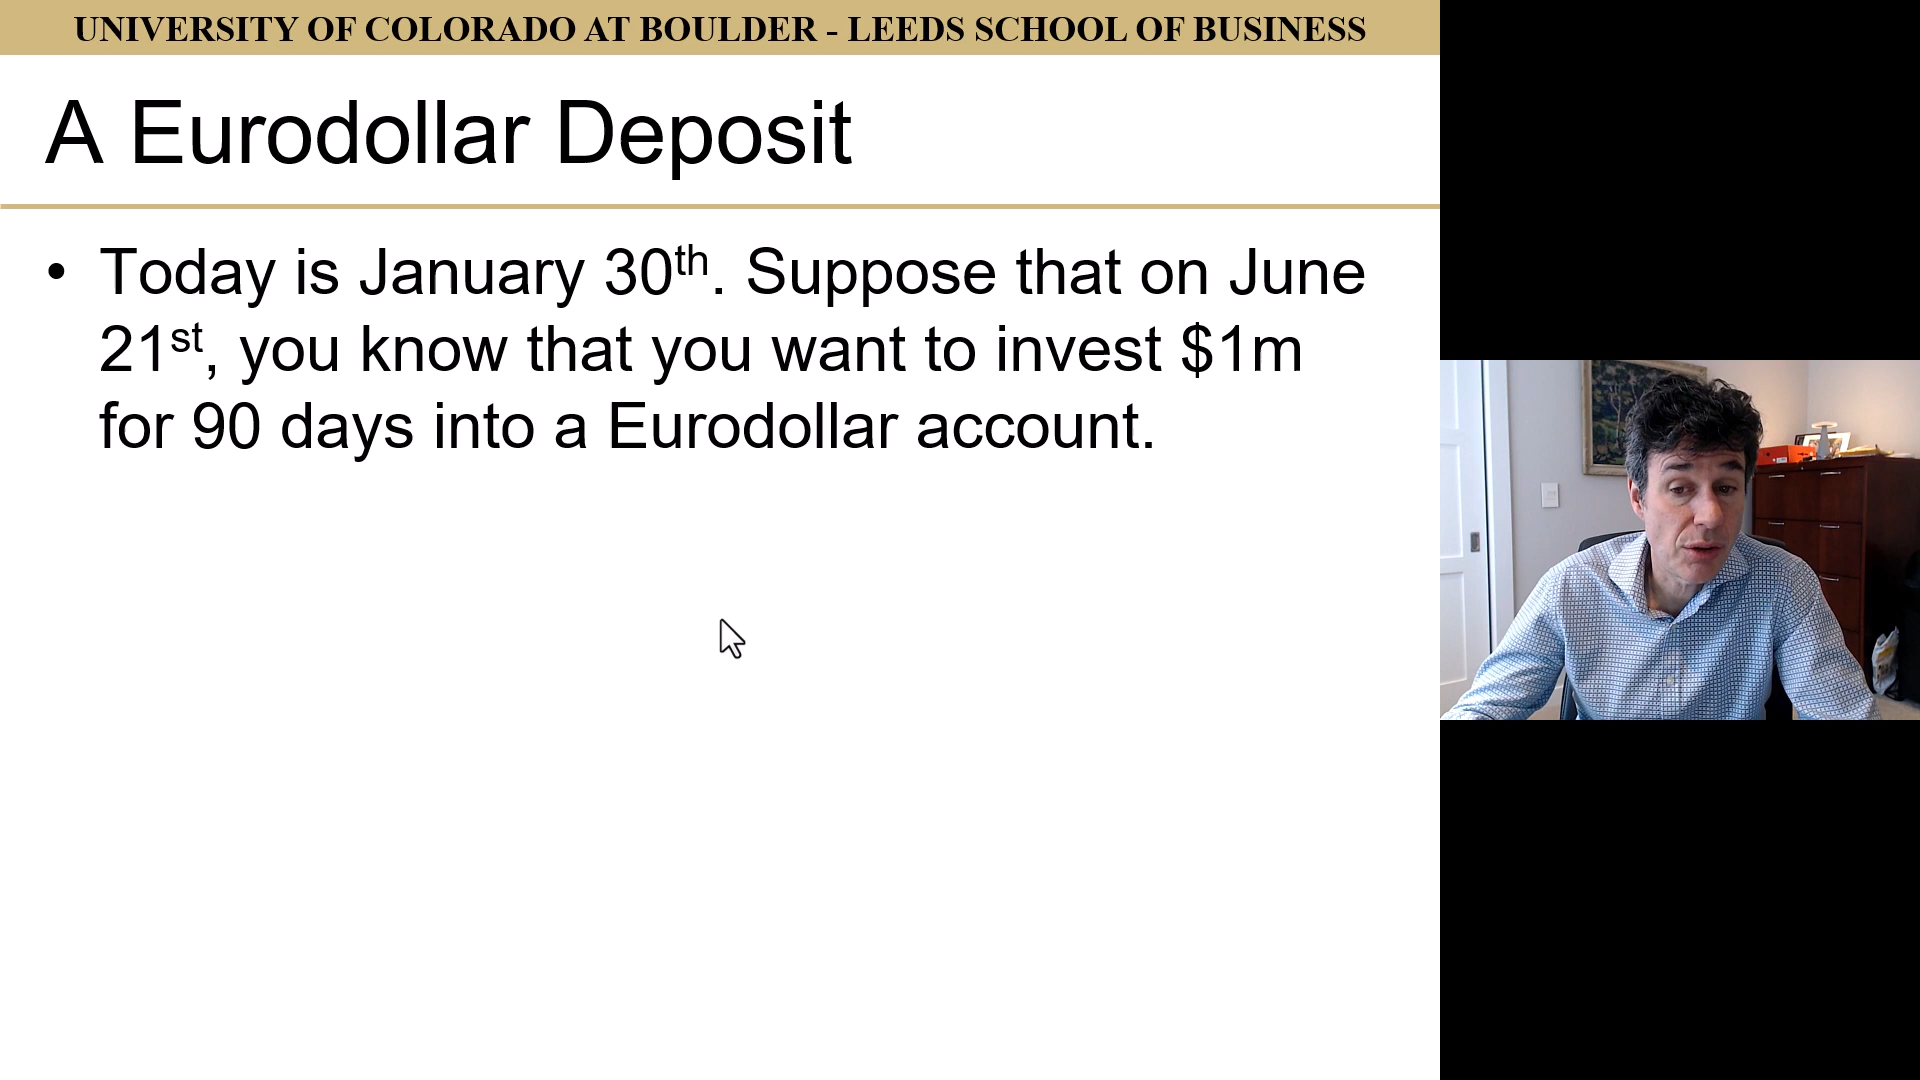 UNIVERSITY OF COLORADO AT BOULDER - LEEDS SCHOOL OF BUSINESS
A Eurodollar Deposit
• Today is January 30th. Suppose that on June
21st, you know that you want to invest $1m
for 90 days into a Eurodollar account.